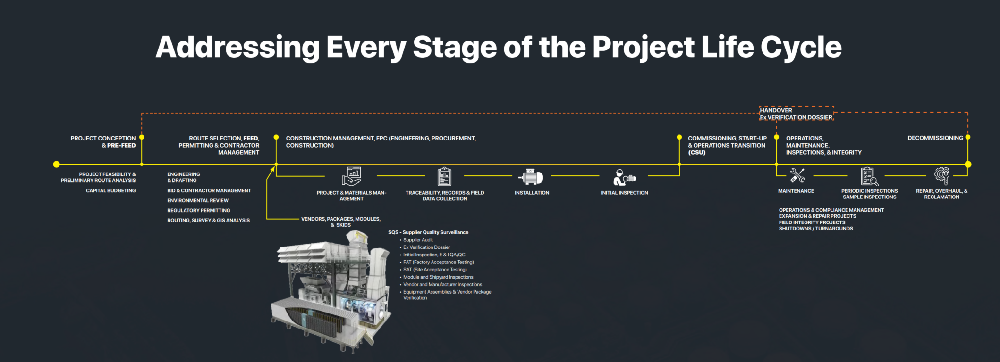 Addressing Every Stage of the Project Life Cycle
HANDOVER
Ex VERIFICATION DOSSIER
PROJECT CONCEPTION
& PRE-FEED
ROUTE SELECTION, FEED,
PERMITTING & CONTRACTOR
MANAGEMENT
CONSTRUCTION MANAGEMENT, EPC (ENGINEERING, PROCUREMENT,
CONSTRUCTION)
COMMISSIONING, START-UP
& OPERATIONS TRANSITION
(CSU)
OPERATIONS,
MAINTENANCE,
INSPECTIONS, & INTEGRITY
DECOMMISSIONING
PROJECT FEASIBILITY &
PRELIMINARY ROUTE ANALYSIS
CAPITAL BUDGETING
ENGINEERING
& DRAFTING
BID & CONTRACTOR MANAGEMENT
ENVIRONMENTAL REVIEW
REGULATORY PERMITTING
ROUTING, SURVEY & GIS ANALYSIS
PROJECT & MATERIALS MAN-
AGEMENT
TRACEABILITY, RECORDS & FIELD
DATA COLLECTION
INSTALLATION
INITIAL INSPECTION
MAINTENANCE
PERIODIC INSPECTIONS
SAMPLE INSPECTIONS
REPAIR, OVERHAUL, &
RECLAMATION
OPERATIONS & COMPLIANCE MANAGEMENT
EXPANSION & REPAIR PROJECTS
FIELD INTEGRITY PROJECTS
SHUTDOWNS / TURNAROUNDS
VENDORS, PACKAGES, MODULES,
& SKIDS
SQS - Supplier Quality Surveillance
• Supplier Audit
• Ex Verification Dossier
• Initial Inspection, E & I QA/QC
• FAT (Factory Acceptance Testing)
• SAT (Site Acceptance Testing)
• Module and Shipyard Inspections
• Vendor and Manufacturer Inspections
• Equipment Assemblies & Vendor Package
Verification